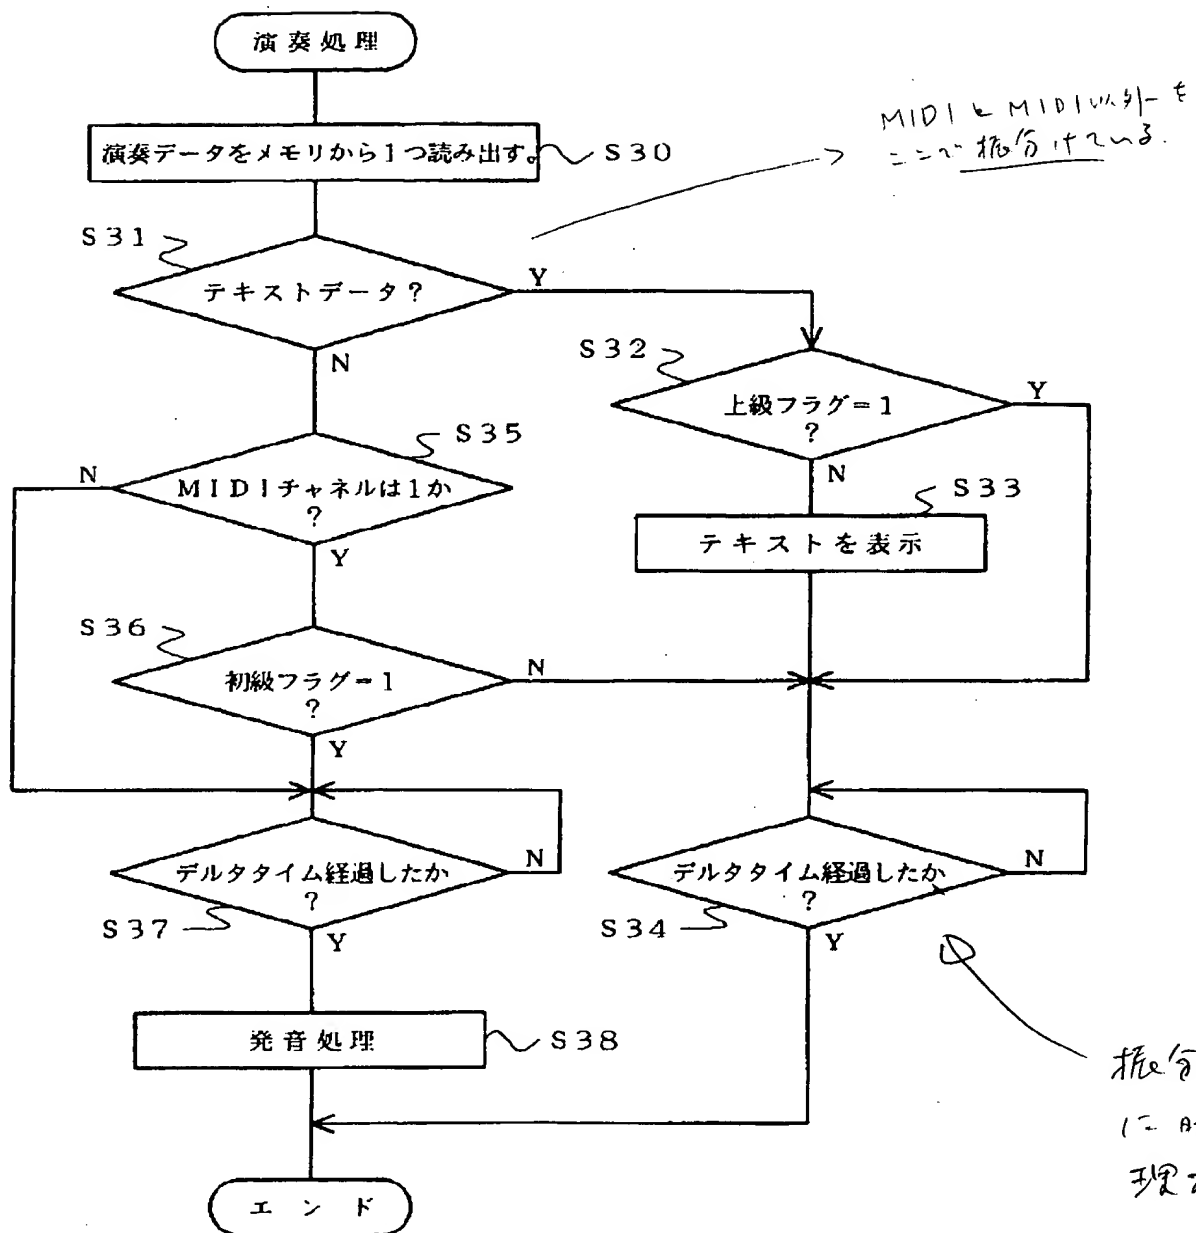 演奏処理
演奏データをメモリから1つ読み出す。
S30
MIDIとMIDI以外を
ここで振分けている.
S31
テキストデータ?
Y
N
S32
上級フラグ=1
?
Y
N
S33
テキストを表示
S35
MIDIチャネルは1か
?
N
Y
S36
初級フラグ=1
?
N
Y
デルタタイム経過したか
?
N
S37
Y
デルタタイム経過したか
?
N
S34
Y
発音処理
S38
振分
に
理
エンド